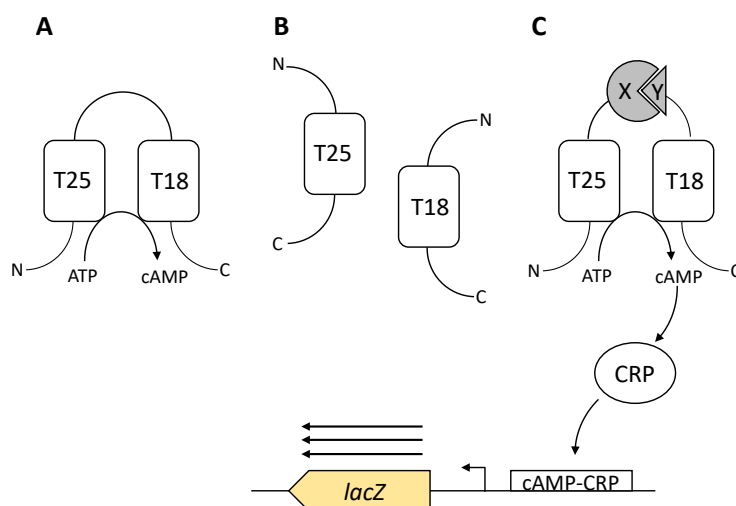 A
T25
T18
N
ATP
cAMP
C
B
N
T25
C
N
T18
C
C
X
Y
T25
T18
N
ATP
cAMP
C
CRP
cAMP-CRP
lacZ